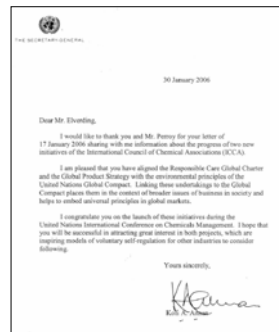 THE SECRETARY-GENERAL
30 January 2006
Dear Mr. Elverding,
I would like to thank you and Mr. Perroy for your letter of
17 January 2006 sharing with me information about the progress of two new
initiatives of the International Council of Chemical Associations (ICCA).
I am pleased that you have aligned the Responsible Care Global Charter
and the Global Product Strategy with the environmental principles of the
United Nations Global Compact. Linking these undertakings to the Global
Compact places them in the context of broader issues of business in society and
helps to embed universal principles in global markets.
I congratulate you on the launch of these initiatives during the
United Nations International Conference on Chemicals Management. I hope that
you will be successful in attracting great interest in both projects, which are
inspiring models of voluntary self-regulation for other industries to consider
following.
Yours sincerely,
Kofi A. Annan